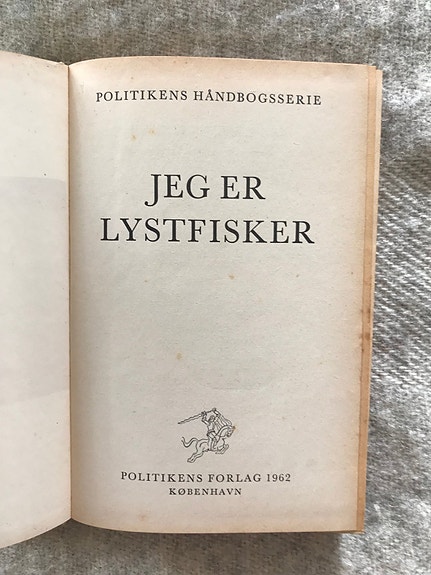 POLITIKENS HÅNDBOGSSERIE
JEG ER
LYSTFISKER
POLITIKENS FORLAG 1962
KØBENHAVN